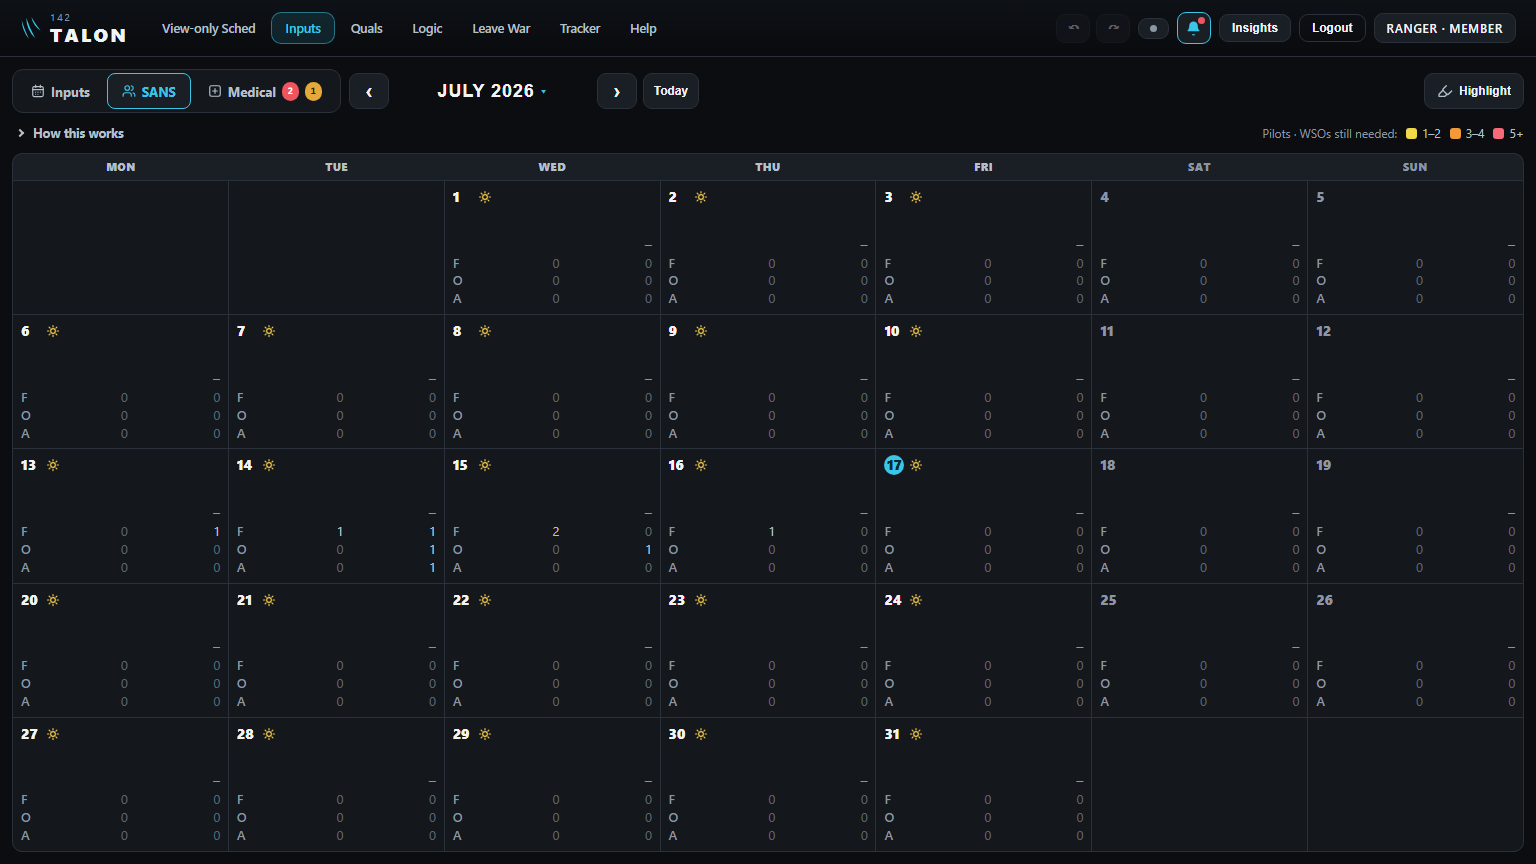 142
TALON
View-only Sched Inputs Quals Logic Leave War Tracker Help
Insights Logout RANGER · MEMBER
Inputs SANS Medical 2 1 ‹ JULY 2026 › Today Highlight
How this works
Pilots · WSOs still needed: 1–2 3–4 5+
MON TUE WED THU FRI SAT SUN
1 2 3 4 5
– – – – –
F 0 0 F 0 0 F 0 0 F 0 0 F 0 0
O 0 0 O 0 0 O 0 0 O 0 0 O 0 0
A 0 0 A 0 0 A 0 0 A 0 0 A 0 0
6 7 8 9 10 11 12
– – – – – – –
F 0 0 F 0 0 F 0 0 F 0 0 F 0 0 F 0 0 F 0 0
O 0 0 O 0 0 O 0 0 O 0 0 O 0 0 O 0 0 O 0 0
A 0 0 A 0 0 A 0 0 A 0 0 A 0 0 A 0 0 A 0 0
13 14 15 16 17 18 19
– – – – – – –
F 0 1 F 1 1 F 2 0 F 1 0 F 0 0 F 0 0 F 0 0
O 0 0 O 0 1 O 0 1 O 0 0 O 0 0 O 0 0 O 0 0
A 0 0 A 0 1 A 0 0 A 0 0 A 0 0 A 0 0 A 0 0
20 21 22 23 24 25 26
– – – – – – –
F 0 0 F 0 0 F 0 0 F 0 0 F 0 0 F 0 0 F 0 0
O 0 0 O 0 0 O 0 0 O 0 0 O 0 0 O 0 0 O 0 0
A 0 0 A 0 0 A 0 0 A 0 0 A 0 0 A 0 0 A 0 0
27 28 29 30 31
– – – – –
F 0 0 F 0 0 F 0 0 F 0 0 F 0 0
O 0 0 O 0 0 O 0 0 O 0 0 O 0 0
A 0 0 A 0 0 A 0 0 A 0 0 A 0 0